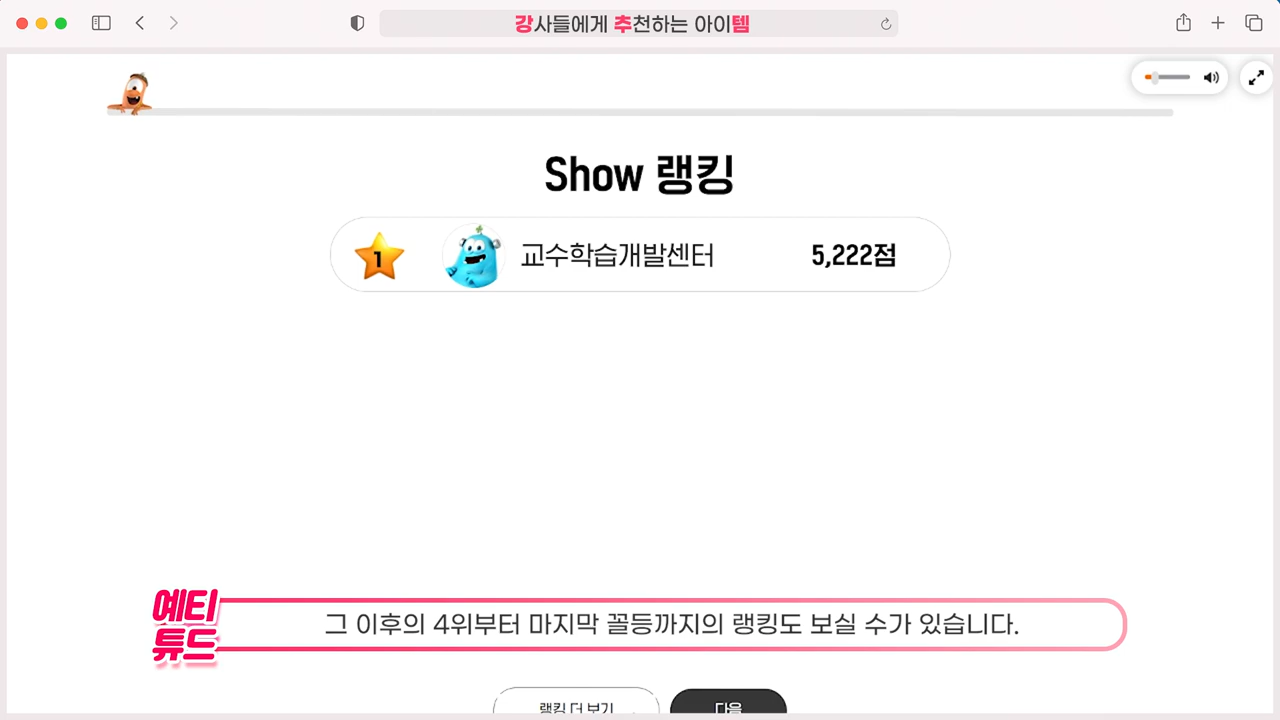 강사들에게 추천하는 아이템
Show 랭킹
1 교수학습개발센터 5,222점
예티
튜드
그 이후의 4위부터 마지막 꼴등까지의 랭킹도 보실 수가 있습니다.
랭킹 더 보기 다음